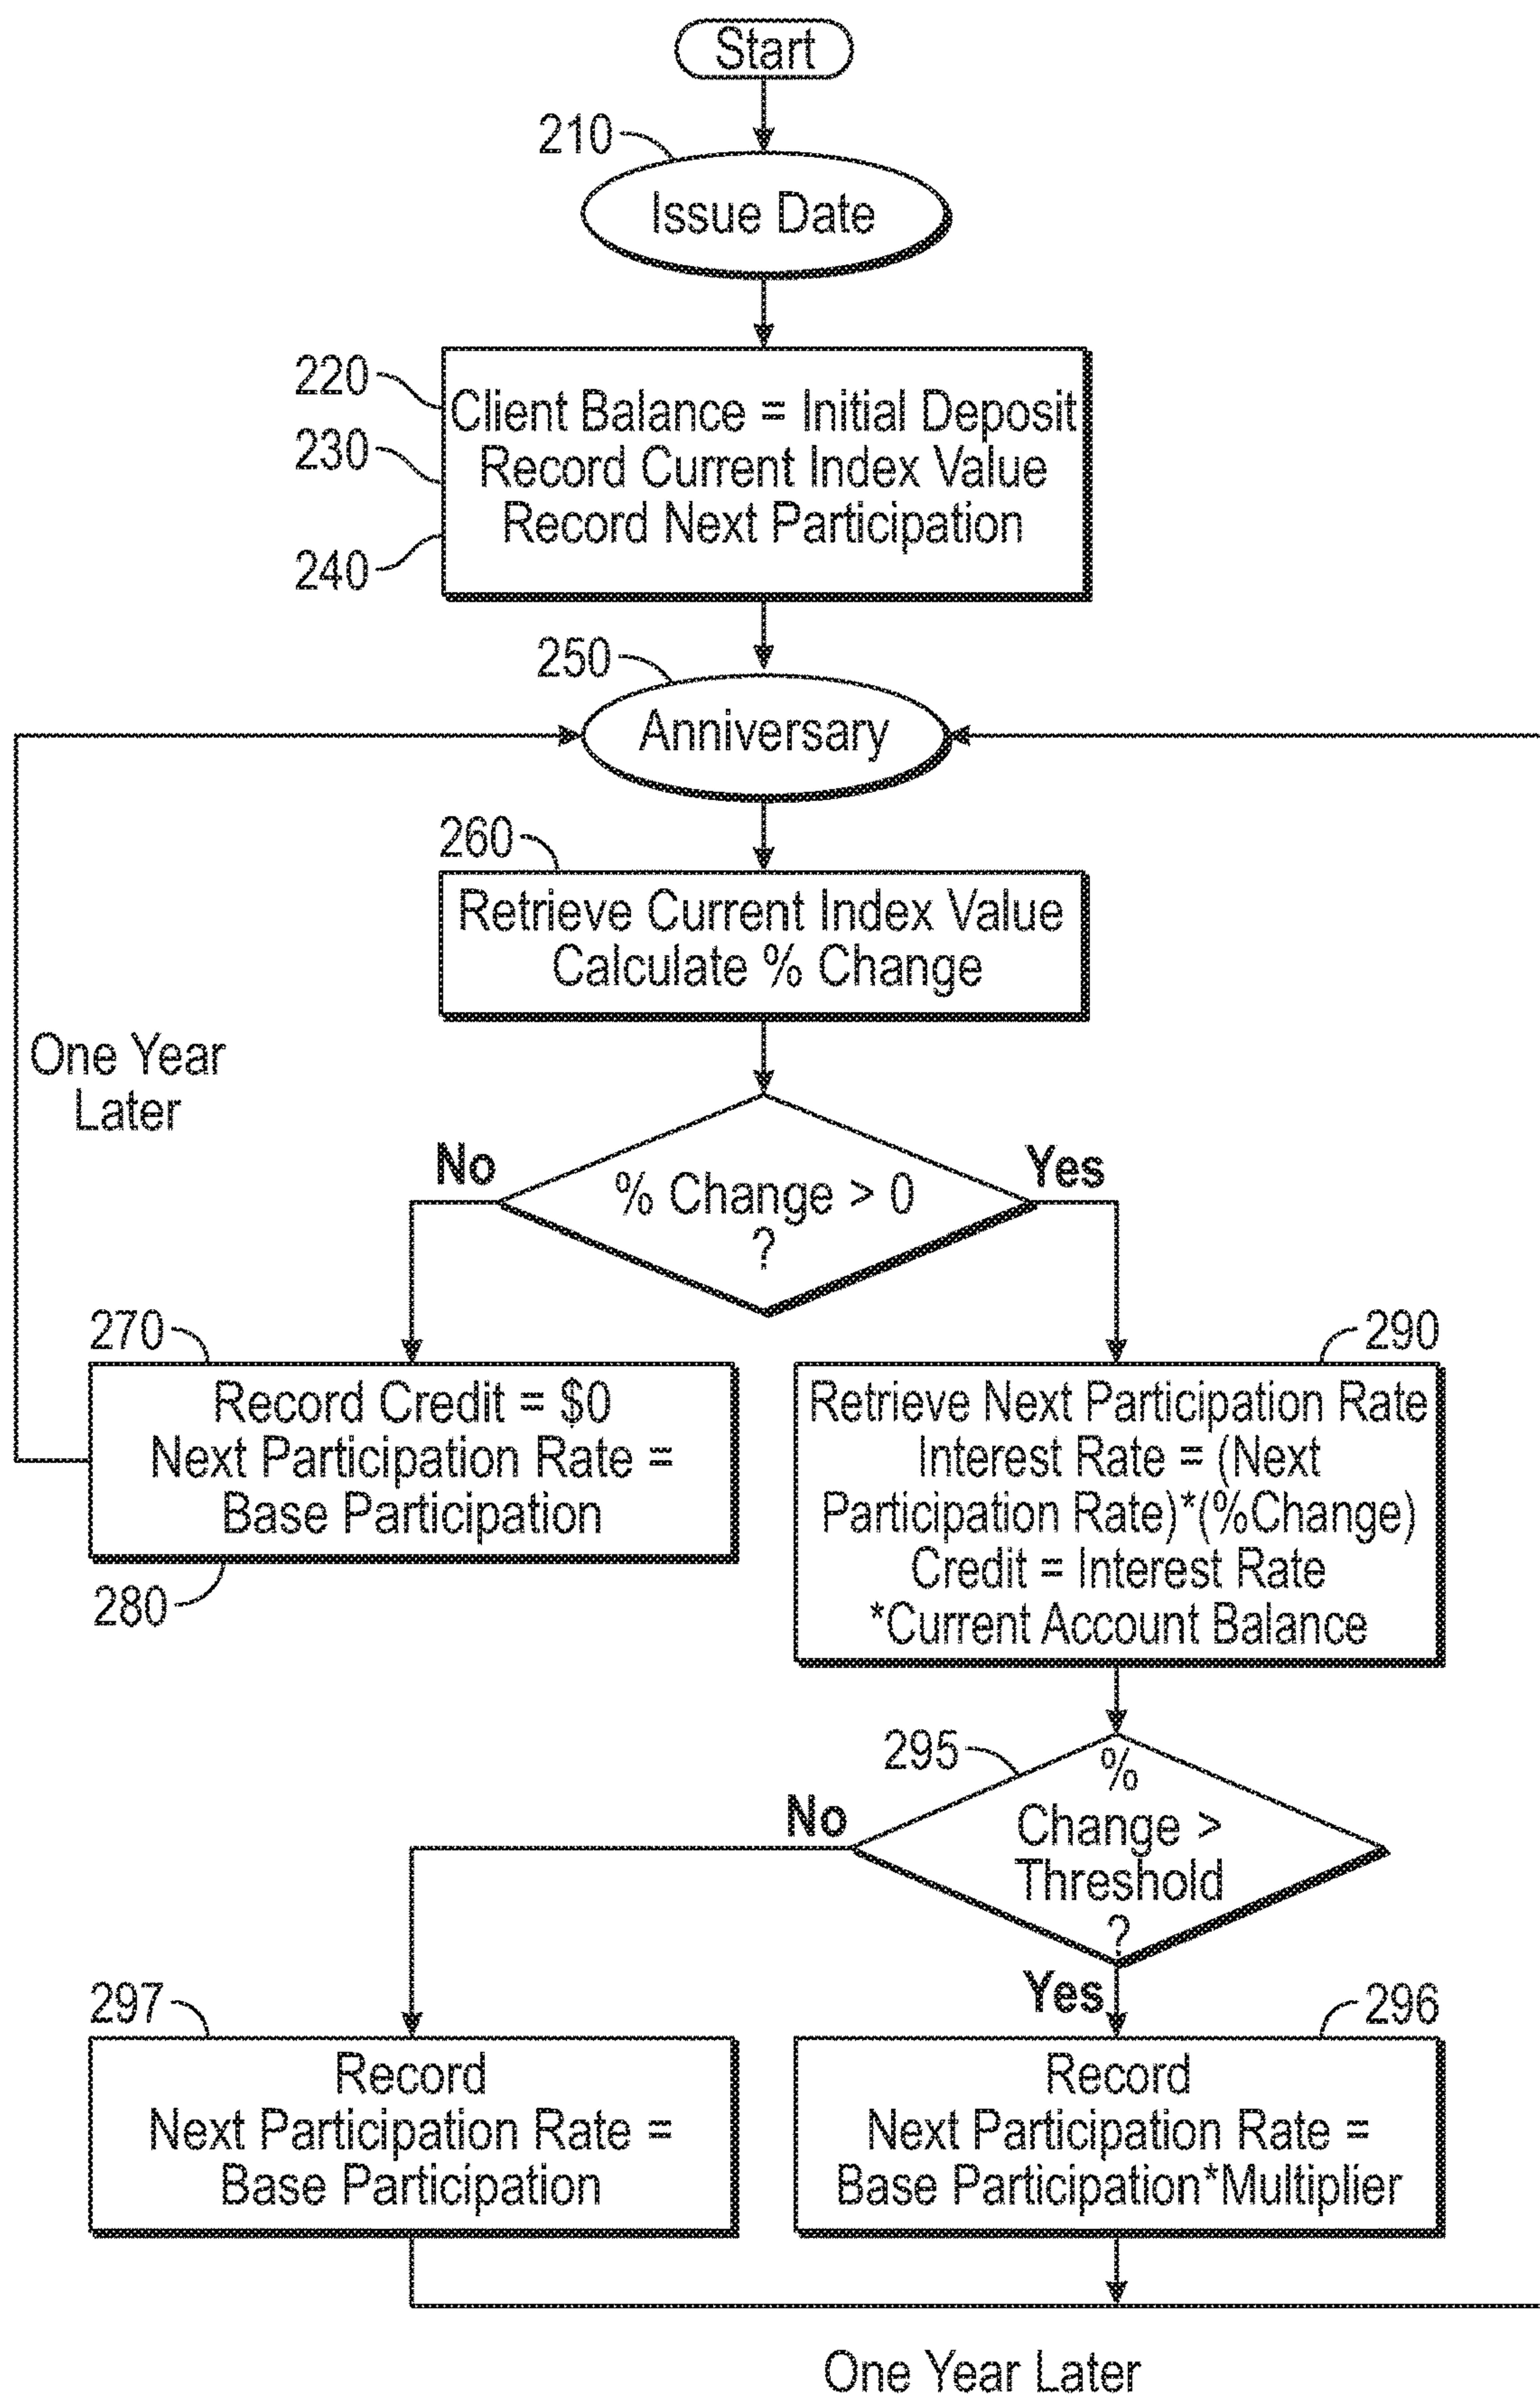 Start
210
Issue Date
220
Client Balance = Initial Deposit
230
Record Current Index Value
Record Next Participation
240
250
Anniversary
260
Retrieve Current Index Value
Calculate % Change
One Year
Later
No
Yes
% Change > 0
?
270
290
Record Credit = $0
Next Participation Rate =
Base Participation
280
Retrieve Next Participation Rate
Interest Rate = (Next
Participation Rate)*(%Change)
Credit = Interest Rate
*Current Account Balance
295
%
Change >
Threshold
?
No
Yes
297
296
Record
Next Participation Rate =
Base Participation
Record
Next Participation Rate =
Base Participation*Multiplier
One Year Later